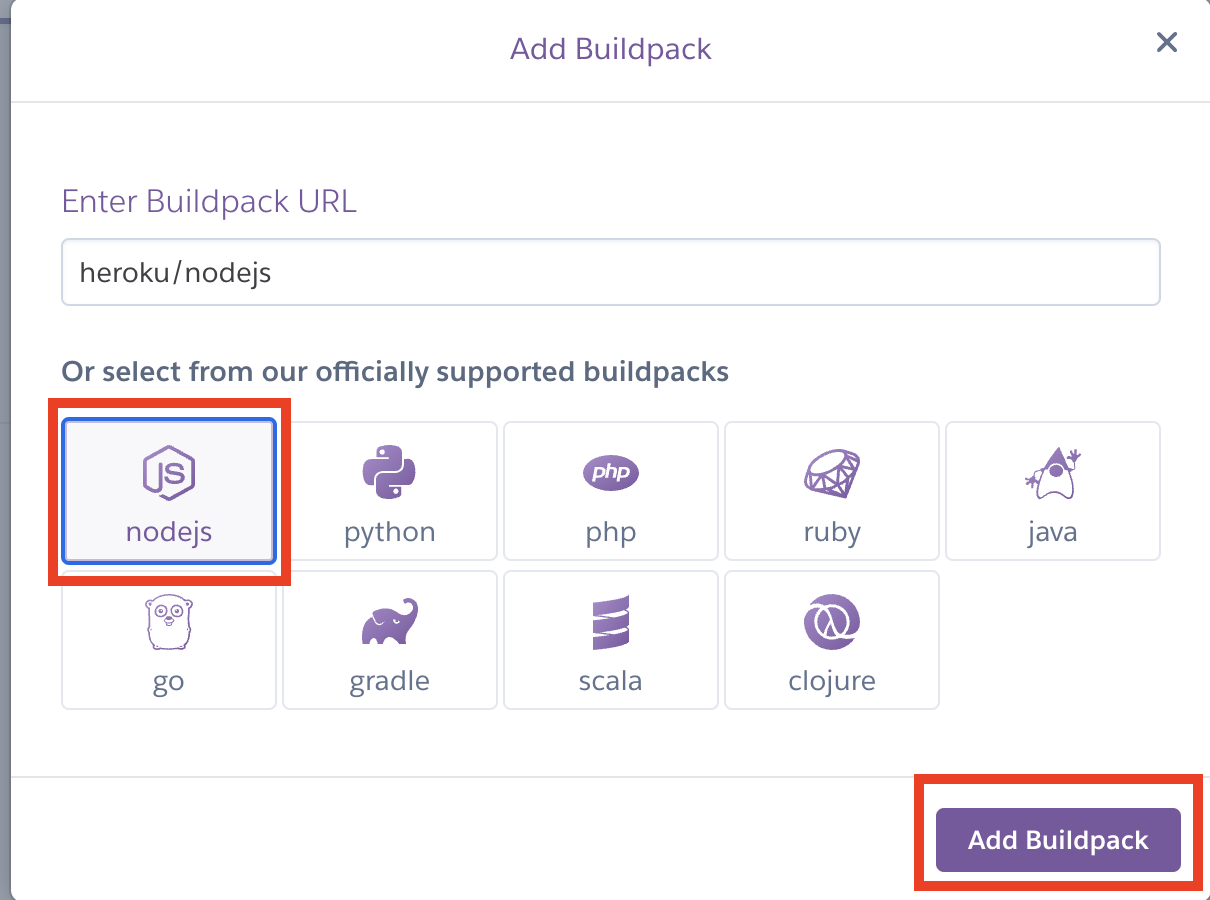 Add Buildpack
Enter Buildpack URL
heroku/nodejs
Or select from our officially supported buildpacks
JS
php
nodejs
python
php
ruby
java
go
gradle
scala
clojure
Add Buildpack